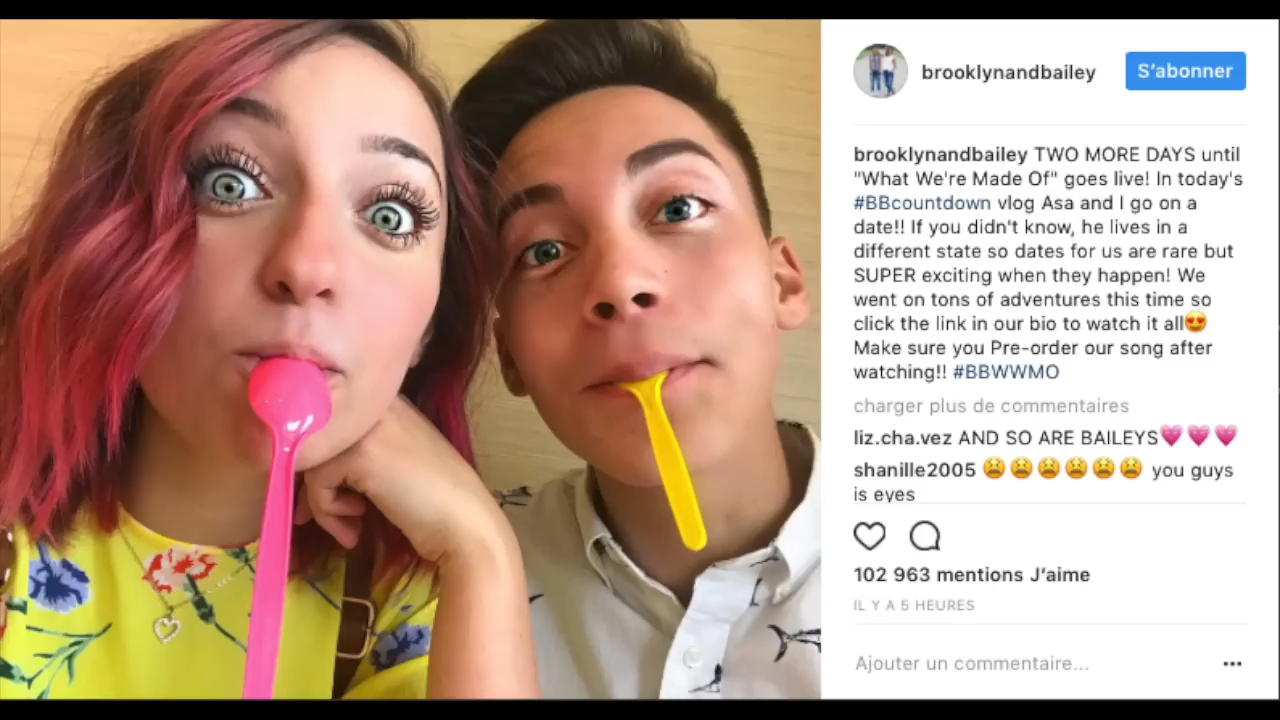 brooklynandbailey
S'abonner
brooklynandbailey TWO MORE DAYS until
"What We're Made Of" goes live! In today's
#BBcountdown vlog Asa and I go on a
date!! If you didn't know, he lives in a
different state so dates for us are rare but
SUPER exciting when they happen! We
went on tons of adventures this time so
click the link in our bio to watch it all😍
Make sure you Pre-order our song after
watching!! #BBWWMO
charger plus de commentaires
liz.cha.vez AND SO ARE BAILEYS💗💗💗
shanille2005 😫😫😫😫😫😫 you guys
is eyes
102 963 mentions J'aime
IL Y A 5 HEURES
Ajouter un commentaire...